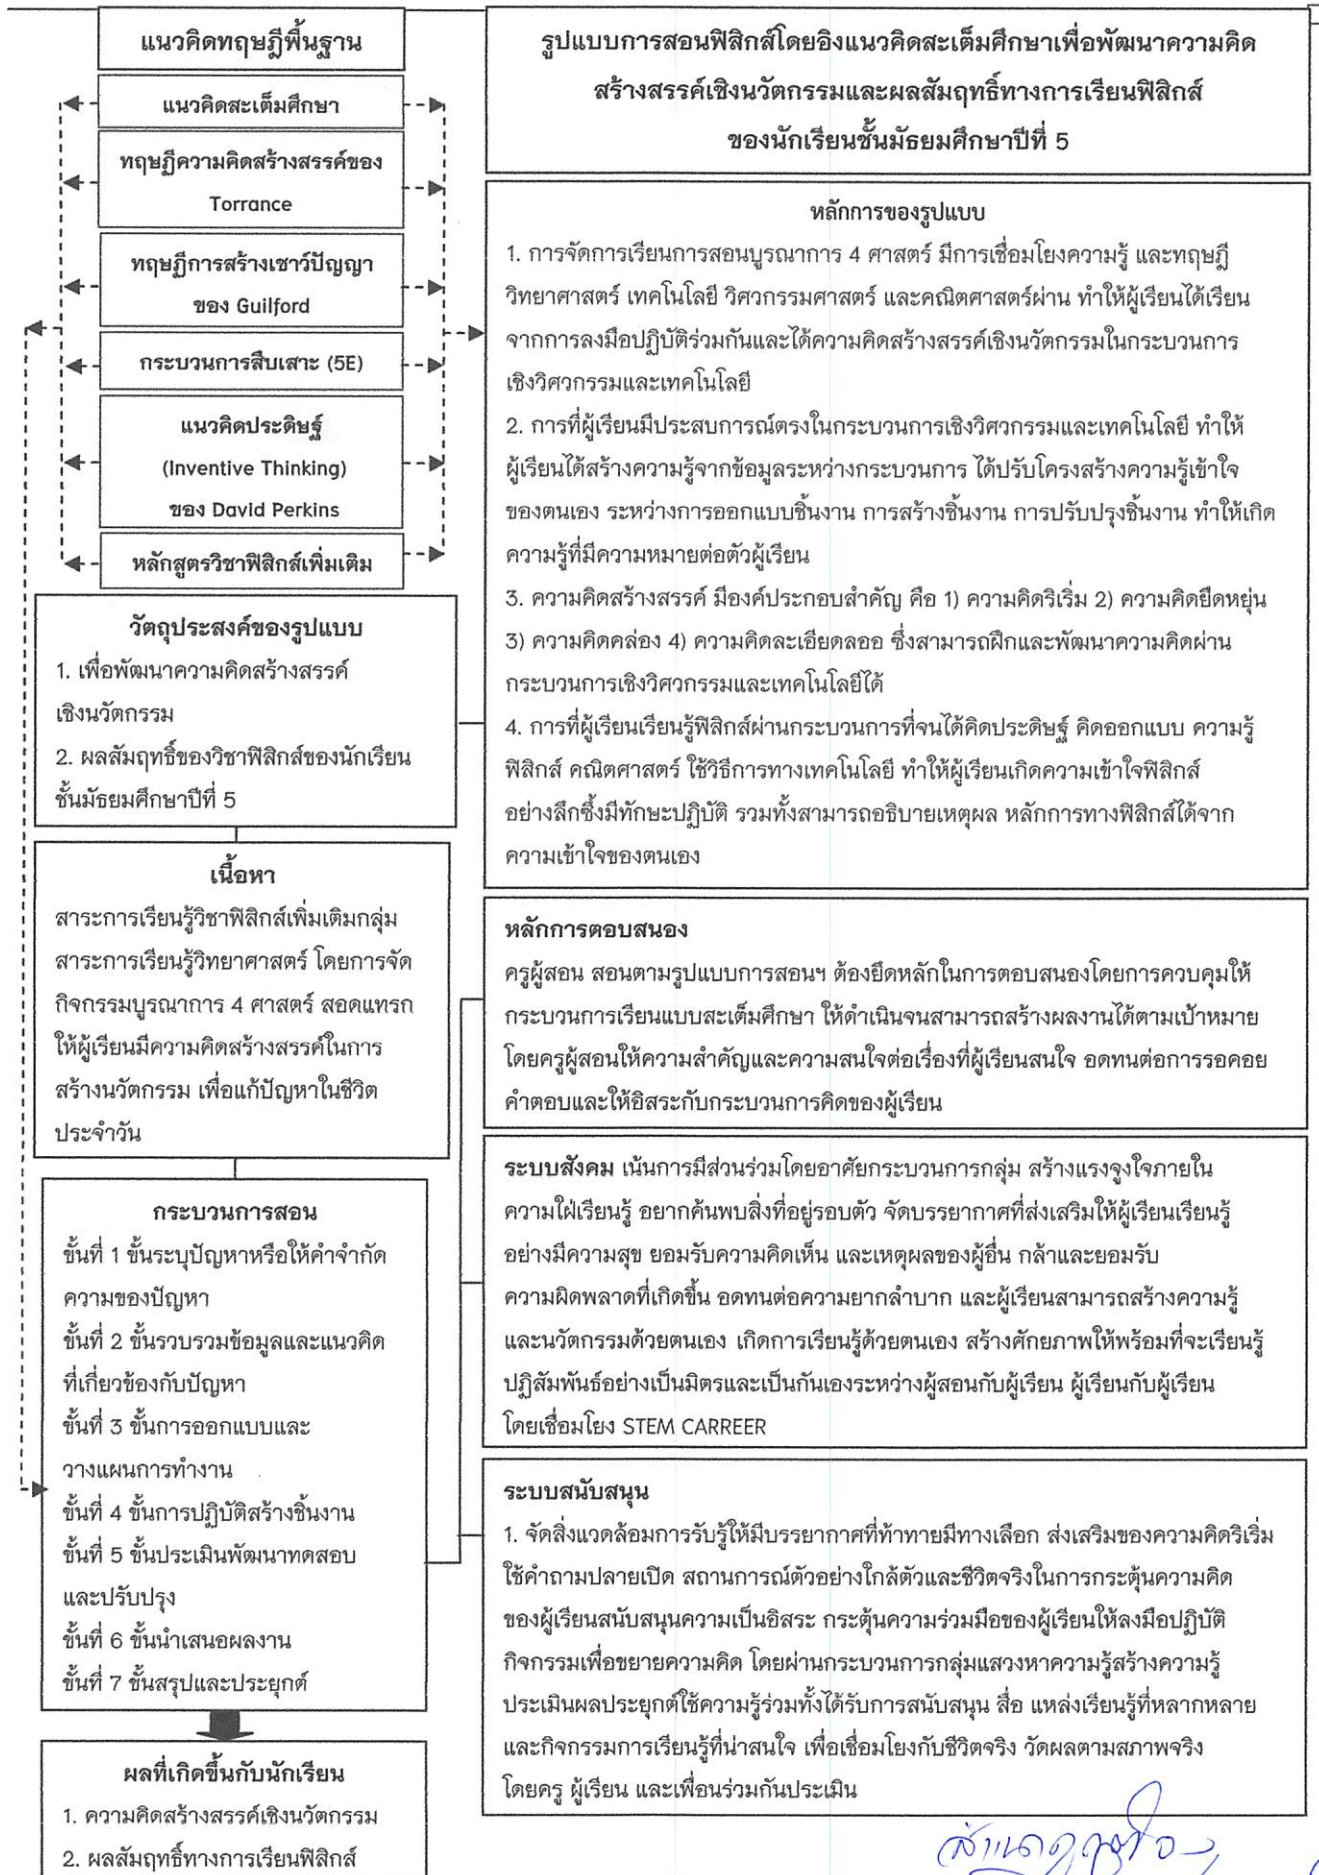 แนวคิดทฤษฎีพื้นฐาน
แนวคิดสะเต็มศึกษา
ทฤษฎีความคิดสร้างสรรค์ของ
Torrance
ทฤษฎีการสร้างเชาว์ปัญญา
ของ Guilford
กระบวนการสืบเสาะ (5E)
แนวคิดประดิษฐ์
(Inventive Thinking)
ของ David Perkins
หลักสูตรวิชาฟิสิกส์เพิ่มเติม
วัตถุประสงค์ของรูปแบบ
1. เพื่อพัฒนาความคิดสร้างสรรค์
เชิงนวัตกรรม
2. ผลสัมฤทธิ์ของวิชาฟิสิกส์ของนักเรียน
ชั้นมัธยมศึกษาปีที่ 5
เนื้อหา
สาระการเรียนรู้วิชาฟิสิกส์เพิ่มเติมกลุ่ม
สาระการเรียนรู้วิทยาศาสตร์ โดยการจัด
กิจกรรมบูรณาการ 4 ศาสตร์ สอดแทรก
ให้ผู้เรียนมีความคิดสร้างสรรค์ในการ
สร้างนวัตกรรม เพื่อแก้ปัญหาในชีวิต
ประจำวัน
กระบวนการสอน
ขั้นที่ 1 ขั้นระบุปัญหาหรือให้คำจำกัด
ความของปัญหา
ขั้นที่ 2 ขั้นรวบรวมข้อมูลและแนวคิด
ที่เกี่ยวข้องกับปัญหา
ขั้นที่ 3 ขั้นการออกแบบและ
วางแผนการทำงาน
ขั้นที่ 4 ขั้นการปฏิบัติสร้างชิ้นงาน
ขั้นที่ 5 ขั้นประเมินพัฒนาทดสอบ
และปรับปรุง
ขั้นที่ 6 ขั้นนำเสนอผลงาน
ขั้นที่ 7 ขั้นสรุปและประยุกต์
ผลที่เกิดขึ้นกับนักเรียน
1. ความคิดสร้างสรรค์เชิงนวัตกรรม
2. ผลสัมฤทธิ์ทางการเรียนฟิสิกส์
รูปแบบการสอนฟิสิกส์โดยอิงแนวคิดสะเต็มศึกษาเพื่อพัฒนาความคิด
สร้างสรรค์เชิงนวัตกรรมและผลสัมฤทธิ์ทางการเรียนฟิสิกส์
ของนักเรียนชั้นมัธยมศึกษาปีที่ 5
หลักการของรูปแบบ
1. การจัดการเรียนการสอนบูรณาการ 4 ศาสตร์ มีการเชื่อมโยงความรู้ และทฤษฎี
วิทยาศาสตร์ เทคโนโลยี วิศวกรรมศาสตร์ และคณิตศาสตร์ผ่าน ทำให้ผู้เรียนได้เรียน
จากการลงมือปฏิบัติร่วมกันและได้ความคิดสร้างสรรค์เชิงนวัตกรรมในกระบวนการ
เชิงวิศวกรรมและเทคโนโลยี
2. การที่ผู้เรียนมีประสบการณ์ตรงในกระบวนการเชิงวิศวกรรมและเทคโนโลยี ทำให้
ผู้เรียนได้สร้างความรู้จากข้อมูลระหว่างกระบวนการ ได้ปรับโครงสร้างความรู้เข้าใจ
ของตนเอง ระหว่างการออกแบบชิ้นงาน การสร้างชิ้นงาน การปรับปรุงชิ้นงาน ทำให้เกิด
ความรู้ที่มีความหมายต่อตัวผู้เรียน
3. ความคิดสร้างสรรค์ มีองค์ประกอบสำคัญ คือ 1) ความคิดริเริ่ม 2) ความคิดยืดหยุ่น
3) ความคิดคล่อง 4) ความคิดละเอียดลออ ซึ่งสามารถฝึกและพัฒนาความคิดผ่าน
กระบวนการเชิงวิศวกรรมและเทคโนโลยีได้
4. การที่ผู้เรียนเรียนรู้ฟิสิกส์ผ่านกระบวนการที่จนได้คิดประดิษฐ์ คิดออกแบบ ความรู้
ฟิสิกส์ คณิตศาสตร์ ใช้วิธีการทางเทคโนโลยี ทำให้ผู้เรียนเกิดความเข้าใจฟิสิกส์
อย่างลึกซึ้งมีทักษะปฏิบัติ รวมทั้งสามารถอธิบายเหตุผล หลักการทางฟิสิกส์ได้จาก
ความเข้าใจของตนเอง
หลักการตอบสนอง
ครูผู้สอน สอนตามรูปแบบการสอนฯ ต้องยึดหลักในการตอบสนองโดยการควบคุมให้
กระบวนการเรียนแบบสะเต็มศึกษา ให้ดำเนินจนสามารถสร้างผลงานได้ตามเป้าหมาย
โดยครูผู้สอนให้ความสำคัญและความสนใจต่อเรื่องที่ผู้เรียนสนใจ อดทนต่อการรอคอย
คำตอบและให้อิสระกับกระบวนการคิดของผู้เรียน
ระบบสังคม เน้นการมีส่วนร่วมโดยอาศัยกระบวนการกลุ่ม สร้างแรงจูงใจภายใน
ความใฝ่เรียนรู้ อยากค้นพบสิ่งที่อยู่รอบตัว จัดบรรยากาศที่ส่งเสริมให้ผู้เรียนเรียนรู้
อย่างมีความสุข ยอมรับความคิดเห็น และเหตุผลของผู้อื่น กล้าและยอมรับ
ความผิดพลาดที่เกิดขึ้น อดทนต่อความยากลำบาก และผู้เรียนสามารถสร้างความรู้
และนวัตกรรมด้วยตนเอง เกิดการเรียนรู้ด้วยตนเอง สร้างศักยภาพให้พร้อมที่จะเรียนรู้
ปฏิสัมพันธ์อย่างเป็นมิตรและเป็นกันเองระหว่างผู้สอนกับผู้เรียน ผู้เรียนกับผู้เรียน
โดยเชื่อมโยง STEM CARREER
ระบบสนับสนุน
1. จัดสิ่งแวดล้อมการรับรู้ให้มีบรรยากาศที่ท้าทายมีทางเลือก ส่งเสริมของความคิดริเริ่ม
ใช้คำถามปลายเปิด สถานการณ์ตัวอย่างใกล้ตัวและชีวิตจริงในการกระตุ้นความคิด
ของผู้เรียนสนับสนุนความเป็นอิสระ กระตุ้นความร่วมมือของผู้เรียนให้ลงมือปฏิบัติ
กิจกรรมเพื่อขยายความคิด โดยผ่านกระบวนการกลุ่มแสวงหาความรู้สร้างความรู้
ประเมินผลประยุกต์ใช้ความรู้ร่วมทั้งได้รับการสนับสนุน สื่อ แหล่งเรียนรู้ที่หลากหลาย
และกิจกรรมการเรียนรู้ที่น่าสนใจ เพื่อเชื่อมโยงกับชีวิตจริง วัดผลตามสภาพจริง
โดยครู ผู้เรียน และเพื่อนร่วมกันประเมิน